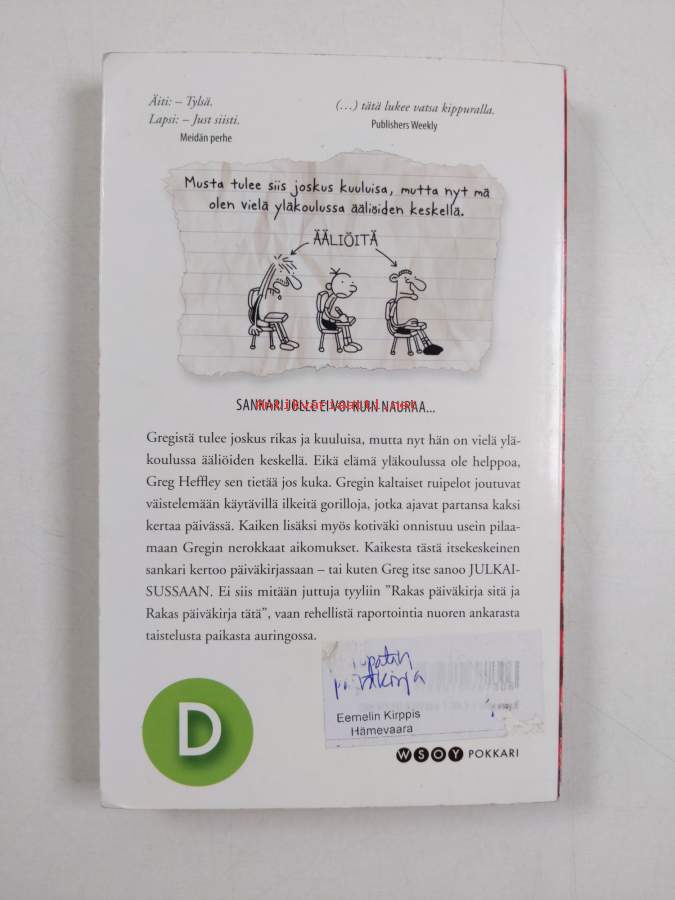 Äiti: – Tylsä.
Lapsi: – Just siisti.
Meidän perhe
(…) tätä lukee vatsa kippuralla.
Publishers Weekly
Musta tulee siis joskus kuuluisa, mutta nyt mä
olen vielä yläkoulussa ääliöiden keskellä.
ÄÄLIÖITÄ
SANKARI JOLLE EI VOI KUIN NAURAA...
Gregistä tulee joskus rikas ja kuuluisa, mutta nyt hän on vielä ylä-
koulussa ääliöiden keskellä. Eikä elämä yläkoulussa ole helppoa,
Greg Heffley sen tietää jos kuka. Gregin kaltaiset ruipelot joutuvat
väistelemään käytävillä ilkeitä gorilloja, jotka ajavat partansa kaksi
kertaa päivässä. Kaiken lisäksi myös kotiväki onnistuu usein pilaa-
maan Gregin nerokkaat aikomukset. Kaikesta tästä itsekeskeinen
sankari kertoo päiväkirjassaan – tai kuten Greg itse sanoo JULKAI-
SUSSAAN. Ei siis mitään juttuja tyyliin ”Rakas päiväkirja sitä ja
Rakas päiväkirja tätä”, vaan rehellistä raportointia nuoren ankarasta
taistelusta paikasta auringossa.
Eemelin Kirppis
Hämevaara
D
WSOY POKKARI